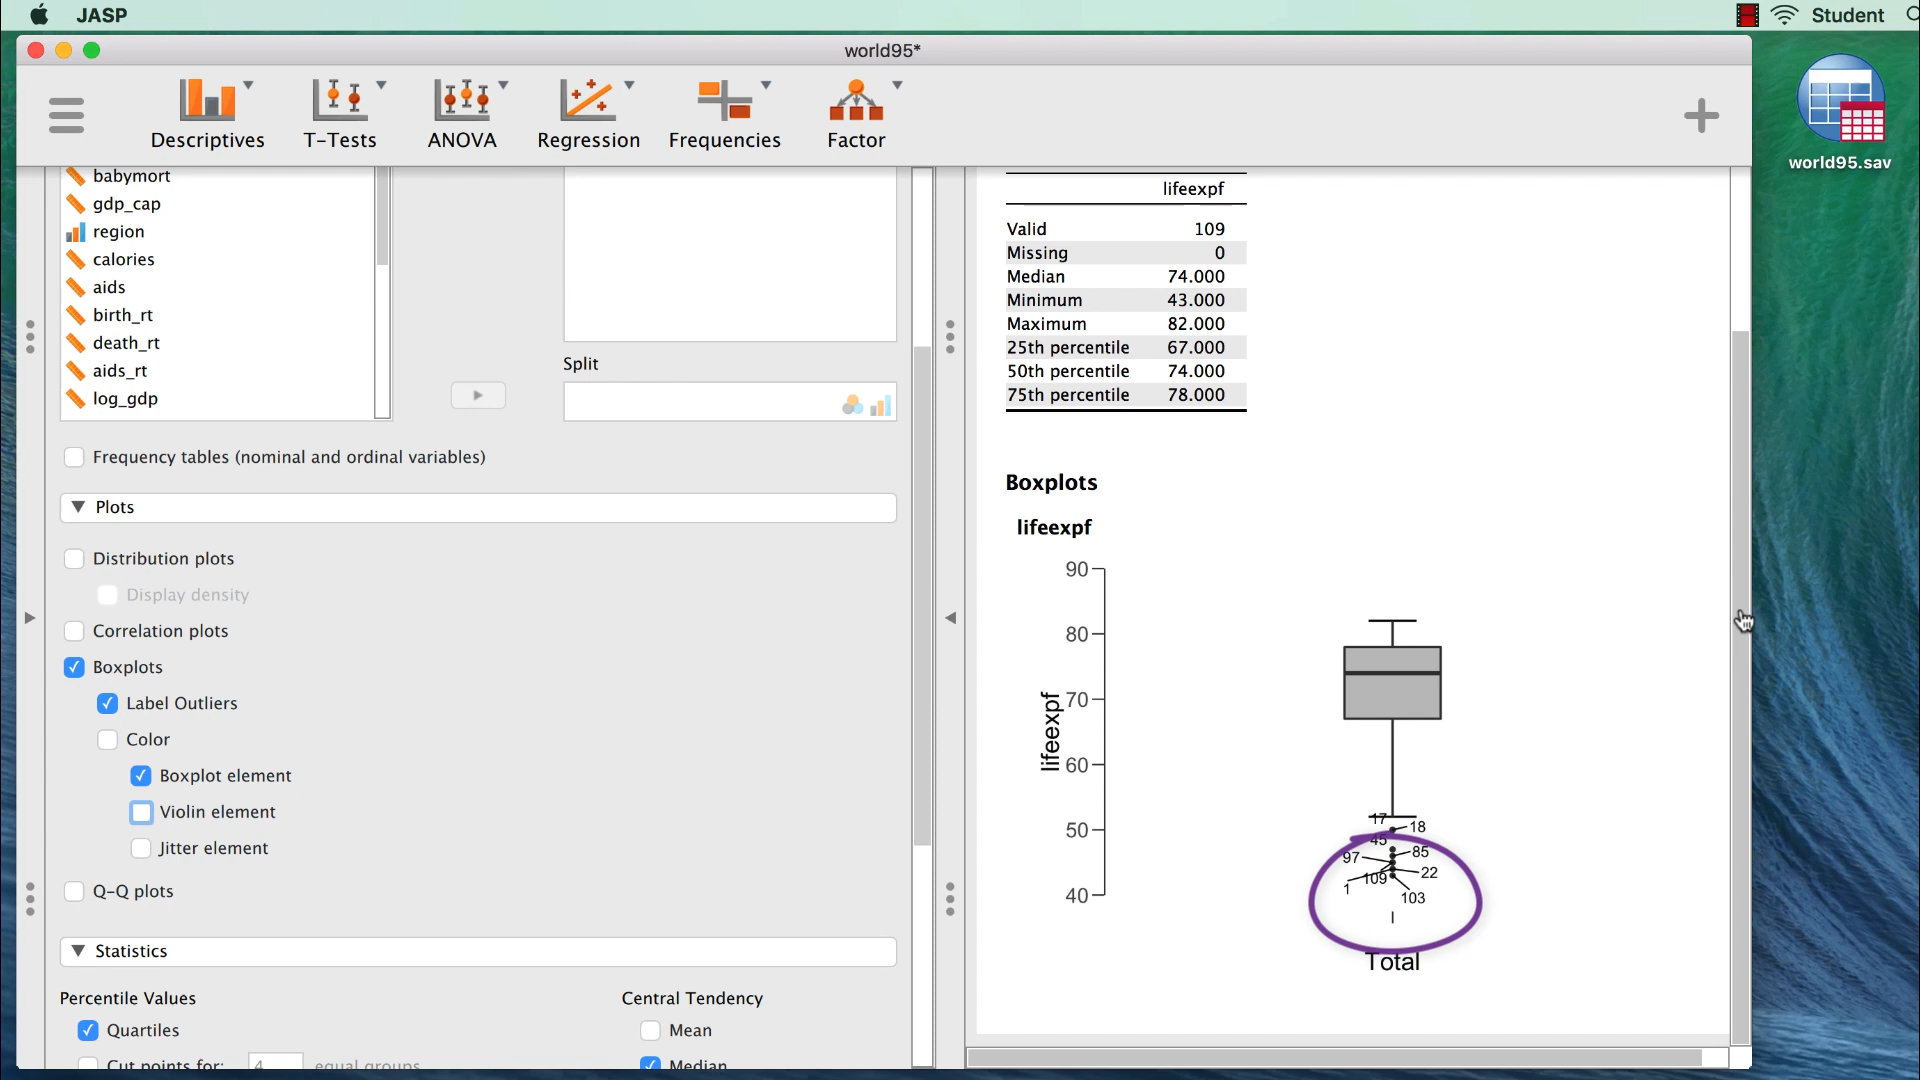 JASP
Student
world95*
Descriptives
T-Tests
ANOVA
Regression
Frequencies
Factor
world95.sav
babymort
gdp_cap
region
calories
aids
birth_rt
death_rt
aids_rt
log_gdp
Split
Frequency tables (nominal and ordinal variables)
Plots
Distribution plots
Display density
Correlation plots
Boxplots
Label Outliers
Color
Boxplot element
Violin element
Jitter element
Q-Q plots
Statistics
Percentile Values
Central Tendency
Quartiles
Mean
Cut points for: 4 equal groups
Median
lifeexpf
Valid 109
Missing 0
Median 74.000
Minimum 43.000
Maximum 82.000
25th percentile 67.000
50th percentile 74.000
75th percentile 78.000
Boxplots
lifeexpf
90
80
70
60
50
40
lifeexpf
17
18
45
85
97
22
109
1
103
Total